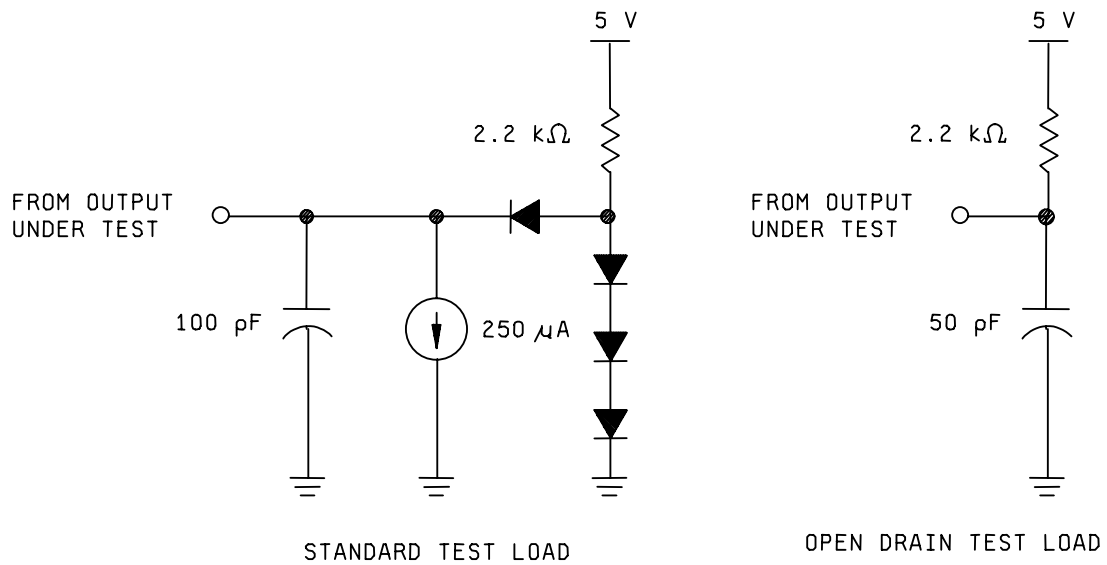 5 V
2.2 kΩ
FROM OUTPUT
UNDER TEST
100 pF
250 μA
STANDARD TEST LOAD
5 V
2.2 kΩ
FROM OUTPUT
UNDER TEST
50 pF
OPEN DRAIN TEST LOAD